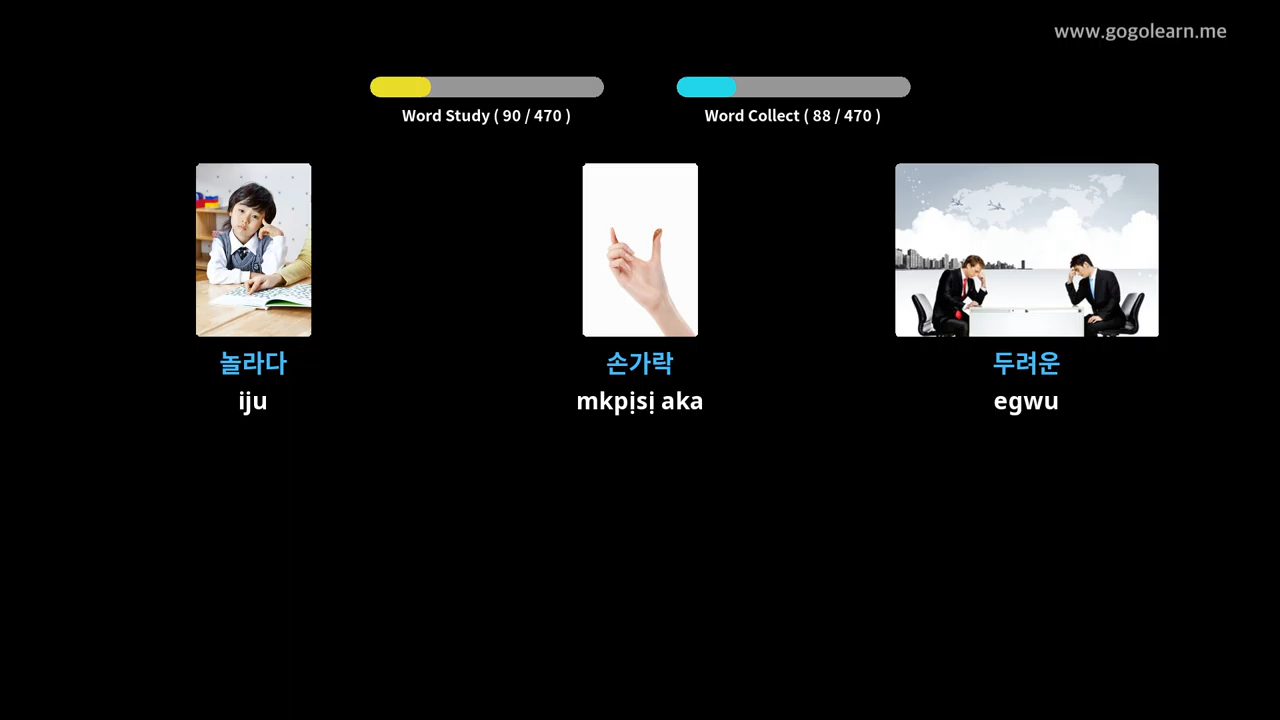 www.gogolearn.me
Word Study ( 90 / 470 )
Word Collect ( 88 / 470 )
놀라다
손가락
두려운
iju
mkpịsị aka
egwu